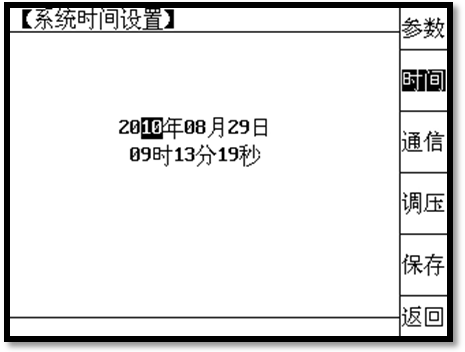 【系统时间设置】
2010年08月29日
09时13分19秒
参数
时间
通信
调压
保存
返回